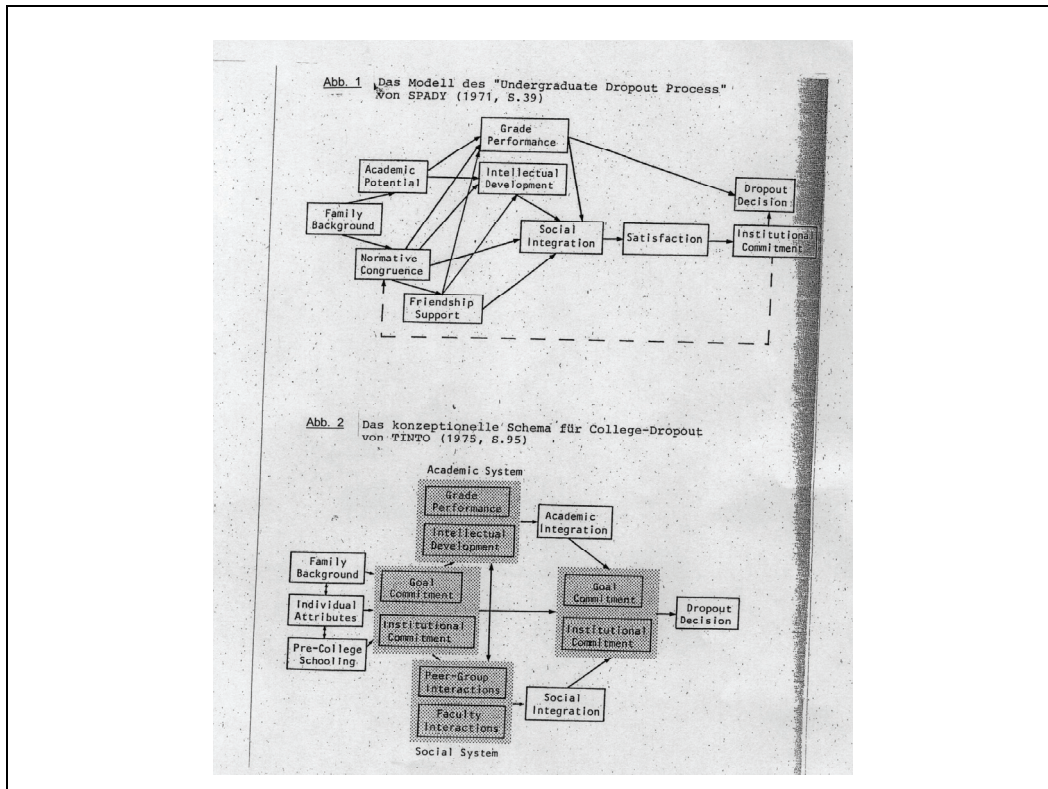 Abb. 1 Das Modell des "Undergraduate Dropout Process"
von SPADY (1971, S.39)
Grade
Performance
Academic
Potential
Intellectual
Development
Dropout
Decision
Family
Background
Social
Integration
Satisfaction
Institutional
Commitment
Normative
Congruence
Friendship
Support
Abb. 2 Das konzeptionelle Schema für College-Dropout
von TINTO (1975, S.95)
Academic System
Grade
Performance
Academic
Integration
Intellectual
Development
Family
Background
Goal
Commitment
Goal
Commitment
Individual
Attributes
Dropout
Decision
Institutional
Commitment
Institutional
Commitment
Pre-College
Schooling
Peer-Group
Interactions
Social
Integration
Faculty
Interactions
Social System